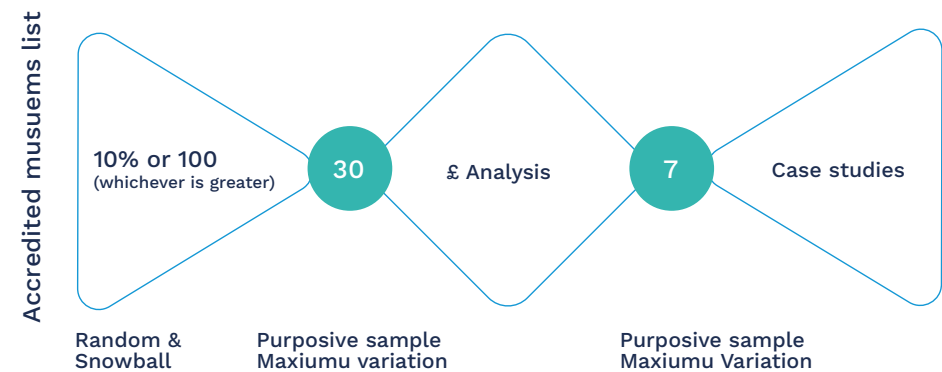 Accredited musuems list
10% or 100
(whichever is greater)
30
£ Analysis
7
Case studies
Random &
Snowball
Purposive sample
Maxiumu variation
Purposive sample
Maxiumu Variation